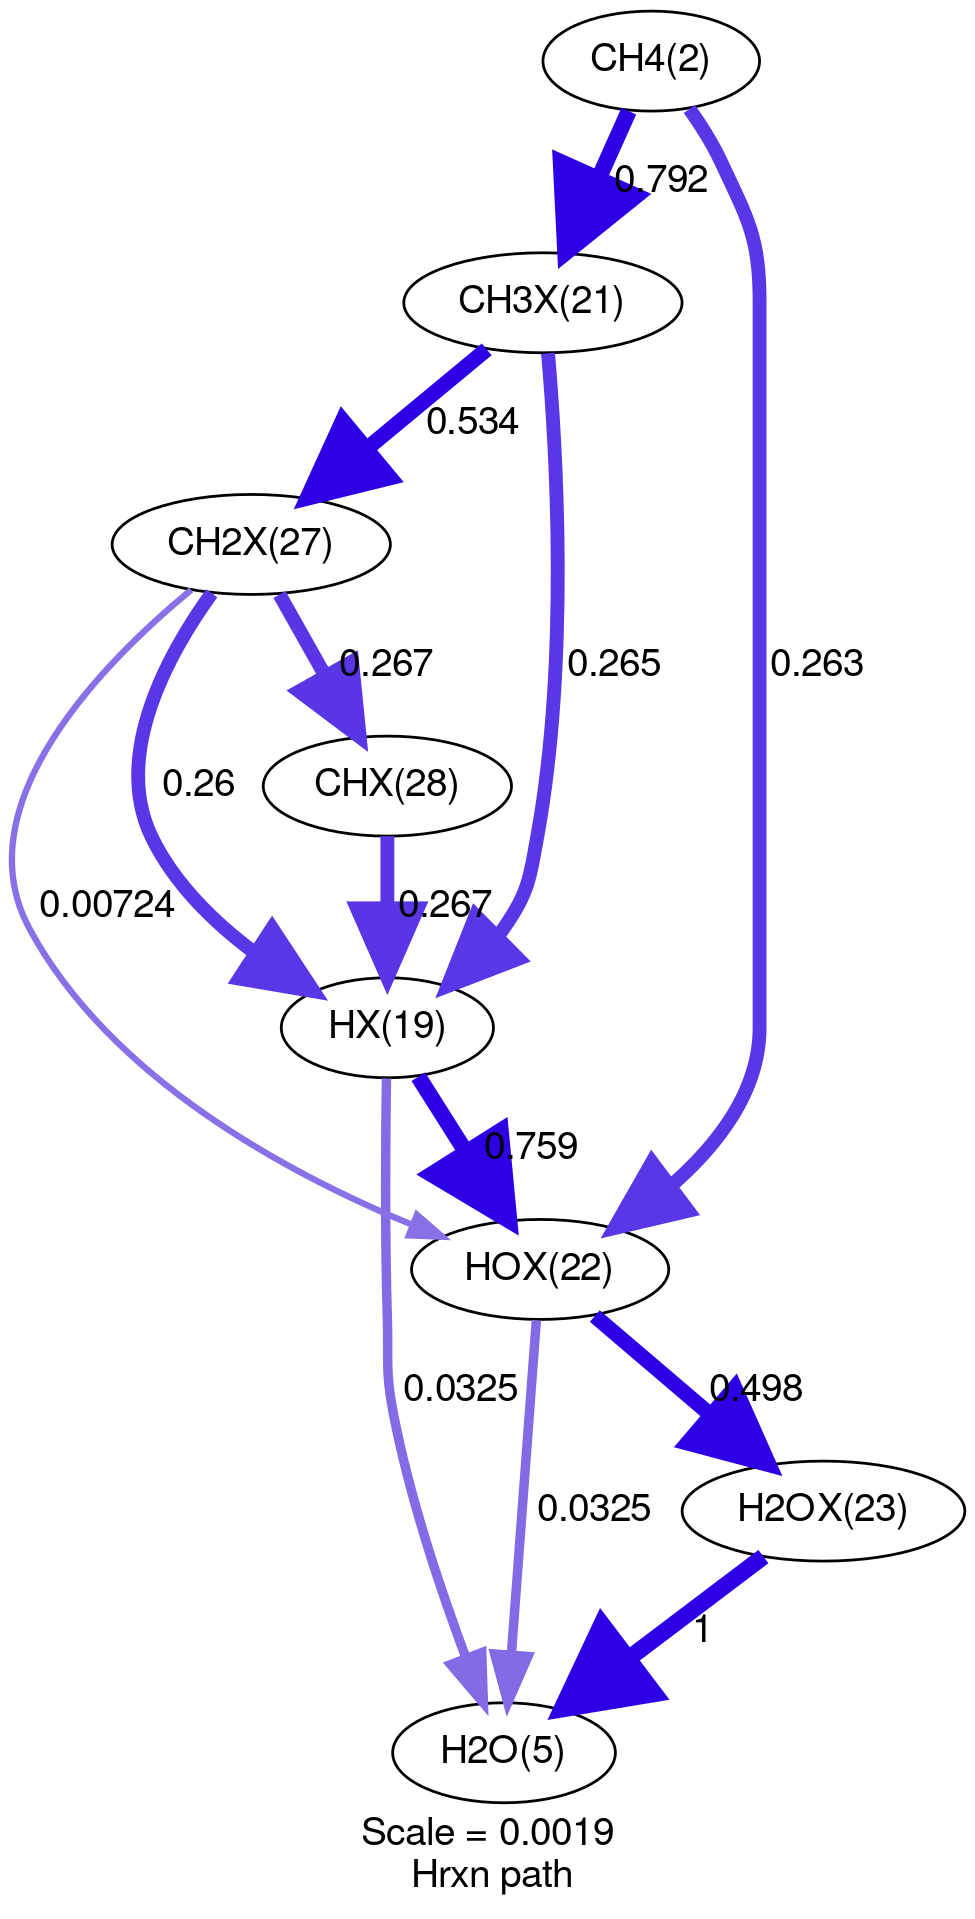 CH4(2)
0.792
CH3X(21)
0.534
CH2X(27)
0.267
0.265
0.263
0.26
CHX(28)
0.00724
0.267
HX(19)
0.759
HOX(22)
0.0325
0.498
0.0325
H2OX(23)
1
H2O(5)
Scale = 0.0019
Hrxn path